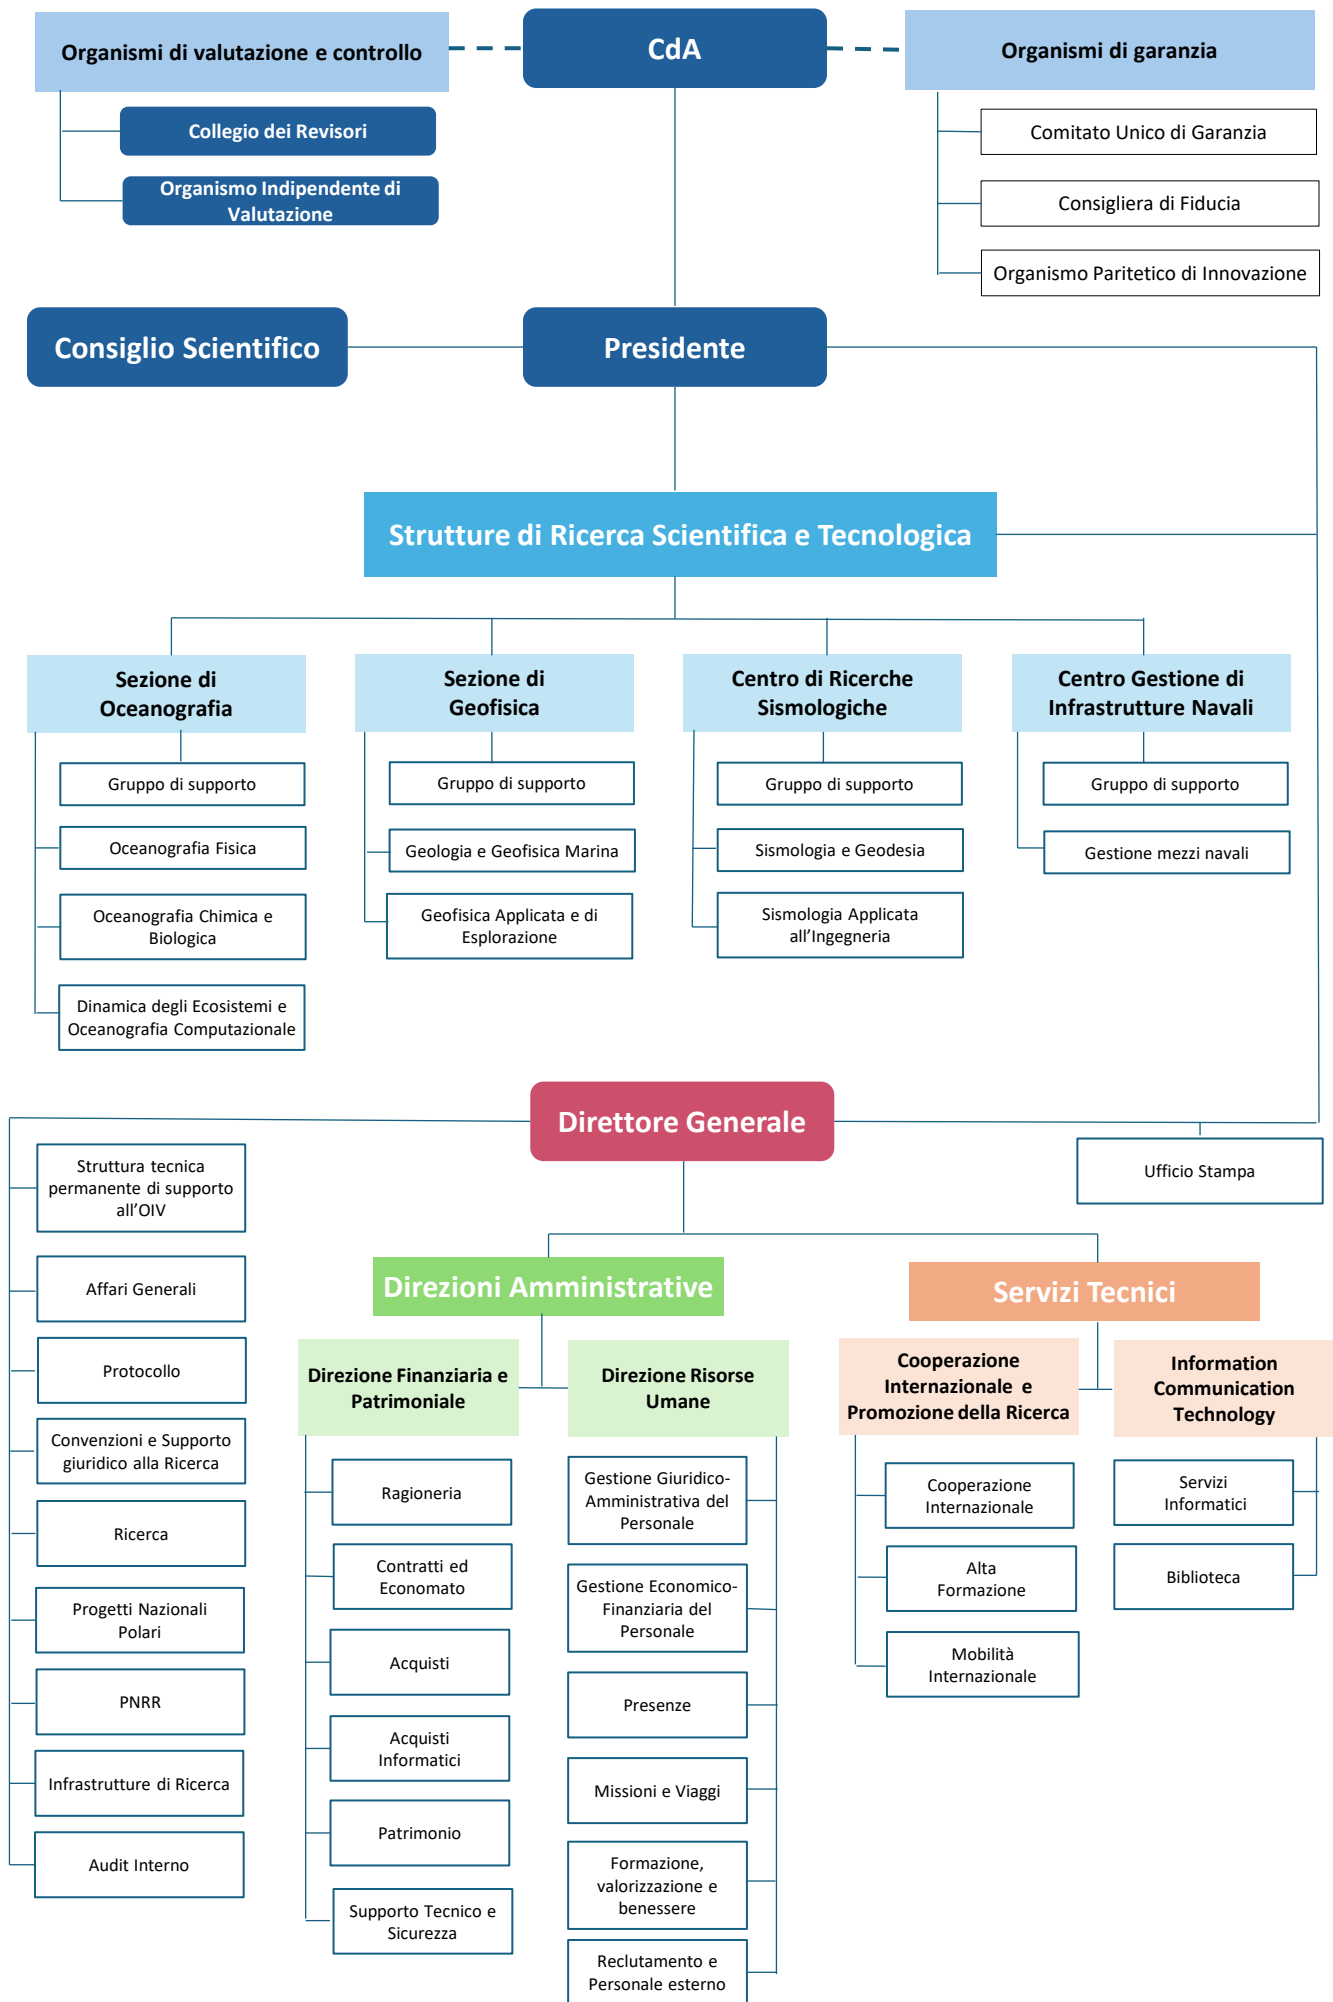 Organismi di valutazione e controllo
CdA
Organismi di garanzia
Collegio dei Revisori
Organismo Indipendente di
Valutazione
Comitato Unico di Garanzia
Consigliera di Fiducia
Organismo Paritetico di Innovazione
Consiglio Scientifico
Presidente
Strutture di Ricerca Scientifica e Tecnologica
Sezione di
Oceanografia
Gruppo di supporto
Oceanografia Fisica
Oceanografia Chimica e
Biologica
Dinamica degli Ecosistemi e
Oceanografia Computazionale
Sezione di
Geofisica
Gruppo di supporto
Geologia e Geofisica Marina
Geofisica Applicata e di
Esplorazione
Centro di Ricerche
Sismologiche
Gruppo di supporto
Sismologia e Geodesia
Sismologia Applicata
all’Ingegneria
Centro Gestione di
Infrastrutture Navali
Gruppo di supporto
Gestione mezzi navali
Direttore Generale
Ufficio Stampa
Struttura tecnica
permanente di supporto
all’OIV
Affari Generali
Protocollo
Convenzioni e Supporto
giuridico alla Ricerca
Ricerca
Progetti Nazionali
Polari
PNRR
Infrastrutture di Ricerca
Audit Interno
Direzioni Amministrative
Direzione Finanziaria e
Patrimoniale
Ragioneria
Contratti ed
Economato
Acquisti
Acquisti
Informatici
Patrimonio
Supporto Tecnico e
Sicurezza
Direzione Risorse
Umane
Gestione Giuridico-
Amministrativa del
Personale
Gestione Economico-
Finanziaria del
Personale
Presenze
Missioni e Viaggi
Formazione,
valorizzazione e
benessere
Reclutamento e
Personale esterno
Servizi Tecnici
Cooperazione
Internazionale e
Promozione della Ricerca
Cooperazione
Internazionale
Alta
Formazione
Mobilità
Internazionale
Information
Communication
Technology
Servizi
Informatici
Biblioteca